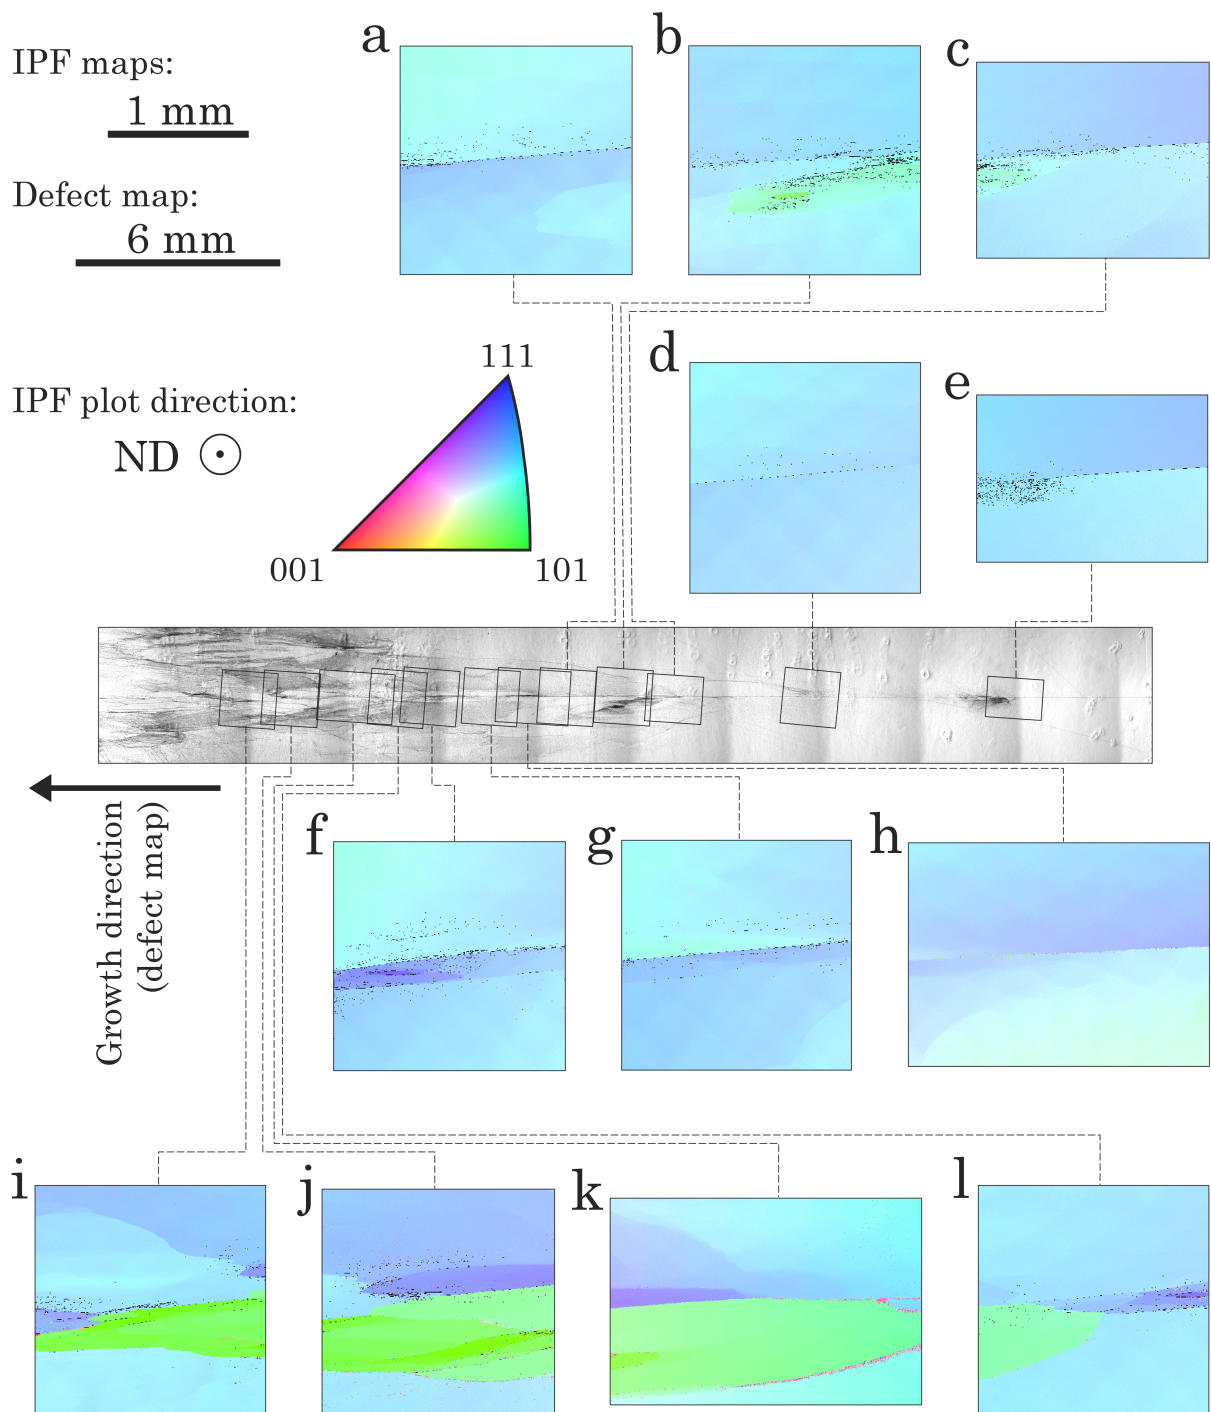 a
b
c
IPF maps:
1 mm
Defect map:
6 mm
d
e
111
IPF plot direction:
ND
001
101
Growth direction
(defect map)
f
g
h
i
j
k
l